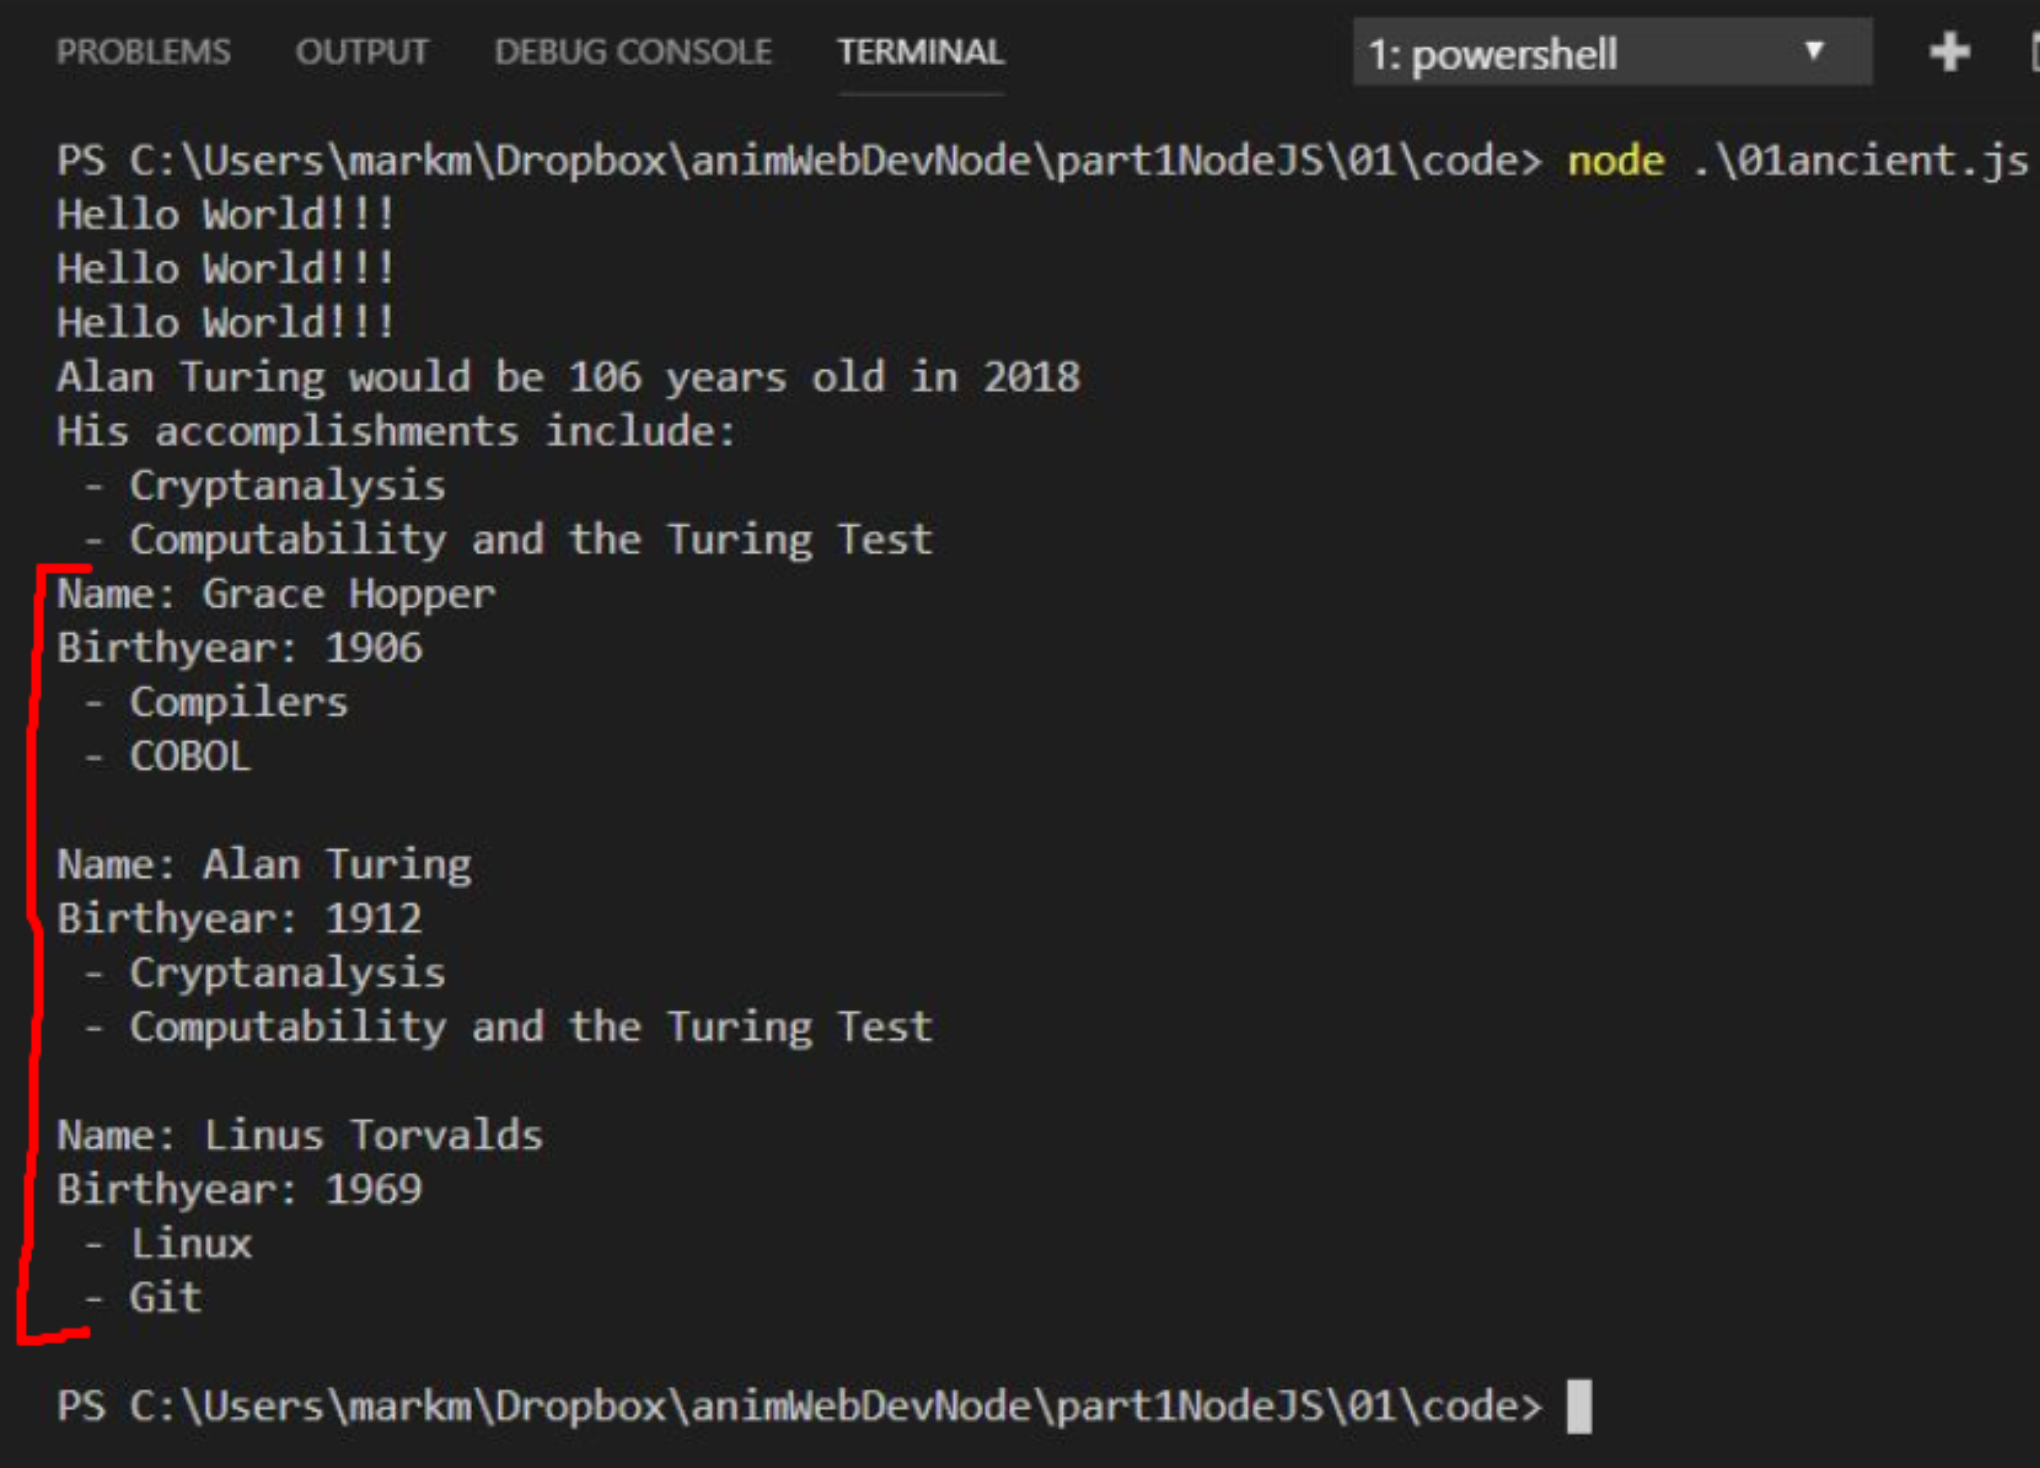 PROBLEMS OUTPUT DEBUG CONSOLE TERMINAL 1: powershell
PS C:\Users\markm\Dropbox\animWebDevNode\part1NodeJS\01\code> node .\01ancient.js
Hello World!!!
Hello World!!!
Hello World!!!
Alan Turing would be 106 years old in 2018
His accomplishments include:
 - Cryptanalysis
 - Computability and the Turing Test
Name: Grace Hopper
Birthyear: 1906
 - Compilers
 - COBOL
Name: Alan Turing
Birthyear: 1912
 - Cryptanalysis
 - Computability and the Turing Test
Name: Linus Torvalds
Birthyear: 1969
 - Linux
 - Git
PS C:\Users\markm\Dropbox\animWebDevNode\part1NodeJS\01\code>